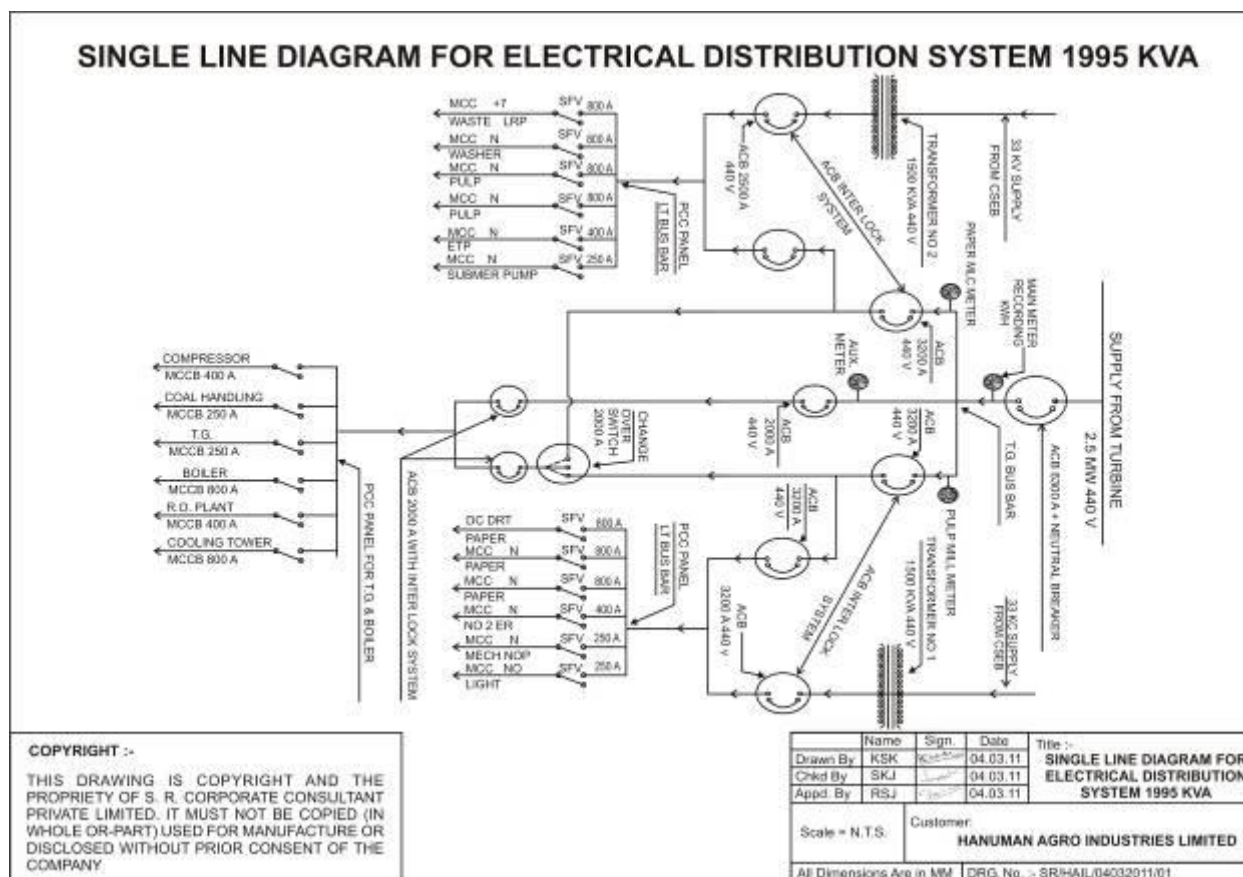 SINGLE LINE DIAGRAM FOR ELECTRICAL DISTRIBUTION SYSTEM 1995 KVA
MCC +7 SFV 800 A
WASTE LRP
MCC N SFV 800 A
WASHER
MCC N SFV 800 A
PULP
MCC N SFV 800 A
PULP
MCC N SFV 400 A
ETP
MCC N SFV 250 A
SUBMER PUMP
PCC PANEL
LT BUS BAR
ACB 2500 A
440 V
ACB INTER LOCK
SYSTEM
TRANSFORMER NO 2
1500 KVA 440 V
33 KV SUPPLY
FROM CSEB
PAPER MLC METER
MAIN METER
RECORDING
KWH
SUPPLY FROM TURBINE
2.5 MW 440 V
ACB
3200 A
440 V
AUX.
METER
ACB
2000 A
440 V
ACB
3200 A
440 V
T.G. BUS BAR
ACB 5300 A + NEUTRAL BREAKER
CHANGE
OVER
SWITCH
2000 A
COMPRESSOR
MCCB 400 A
COAL HANDLING
MCCB 250 A
T.G.
MCCB 250 A
BOILER
MCCB 800 A
R.O. PLANT
MCCB 400 A
COOLING TOWER
MCCB 800 A
PCC PANEL FOR T.G. & BOILER
ACB 2000 A WITH INTER LOCK SYSTEM
DC DRT SFV 800 A
PAPER
MCC N SFV 800 A
PAPER
MCC N SFV 800 A
PAPER
MCC N SFV 400 A
NO 2 ER
MCC N SFV 250 A
MECH NOP
MCC NO SFV 250 A
LIGHT
PCC PANEL
LT BUS BAR
ACB
3200 A
440 V
ACB
3200 A 440 V
ACB INTER LOCK
SYSTEM
PULP MILL METER
TRANSFORMER NO 1
1500 KVA 440 V
33 KC SUPPLY
FROM CSEB
COPYRIGHT :-
THIS DRAWING IS COPYRIGHT AND THE
PROPRIETY OF S. R. CORPORATE CONSULTANT
PRIVATE LIMITED. IT MUST NOT BE COPIED (IN
WHOLE OR-PART) USED FOR MANUFACTURE OR
DISCLOSED WITHOUT PRIOR CONSENT OF THE
COMPANY
Name Sign. Date
Drawn By KSK 04.03.11
Chkd By SKJ 04.03.11
Appd. By RSJ 04.03.11
Title :-
SINGLE LINE DIAGRAM FOR
ELECTRICAL DISTRIBUTION
SYSTEM 1995 KVA
Scale = N.T.S.
Customer:
HANUMAN AGRO INDUSTRIES LIMITED
All Dimensions Are in MM
DRG. No. :- SR/HAIL/04032011/01